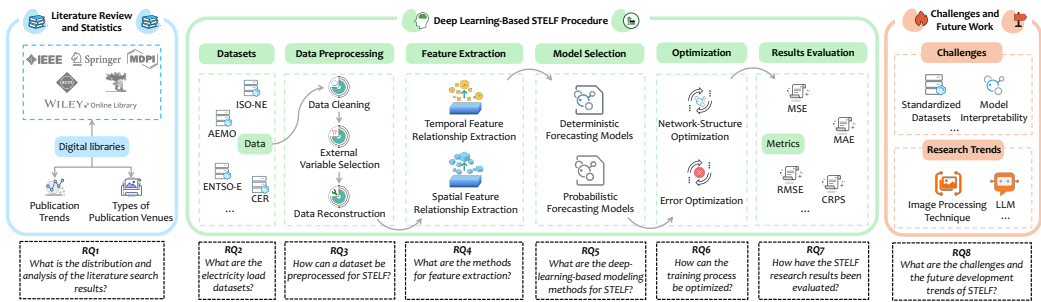 Literature Review
and Statistics
IEEE
Springer
MDPI
acm
WILEY Online Library
Digital libraries
Publication
Trends
Types of
Publication Venues
Deep Learning-Based STELF Procedure
Datasets
ISO-NE
AEMO
Data
ENTSO-E
CER
...
Data Preprocessing
Data Cleaning
External
Variable Selection
Data Reconstruction
Feature Extraction
Temporal Feature
Relationship Extraction
Spatial Feature
Relationship Extraction
Model Selection
Deterministic
Forecasting Models
Probabilistic
Forecasting Models
Optimization
Network-Structure
Optimization
Error Optimization
Results Evaluation
MSE
MAE
Metrics
RMSE
CRPS
...
Challenges and
Future Work
Challenges
Standardized
Datasets
Model
Interpretability
...
Research Trends
Image Processing
Technique
LLM
...
RQ1
What is the distribution and
analysis of the literature search
results?
RQ2
What are the
electricity load
datasets?
RQ3
How can a dataset be
preprocessed for STELF?
RQ4
What are the methods
for feature extraction?
RQ5
What are the deep-
learning-based modeling
methods for STELF?
RQ6
How can the
training process
be optimized?
RQ7
How have the STELF
research results been
evaluated?
RQ8
What are the challenges and
the future development
trends of STELF?